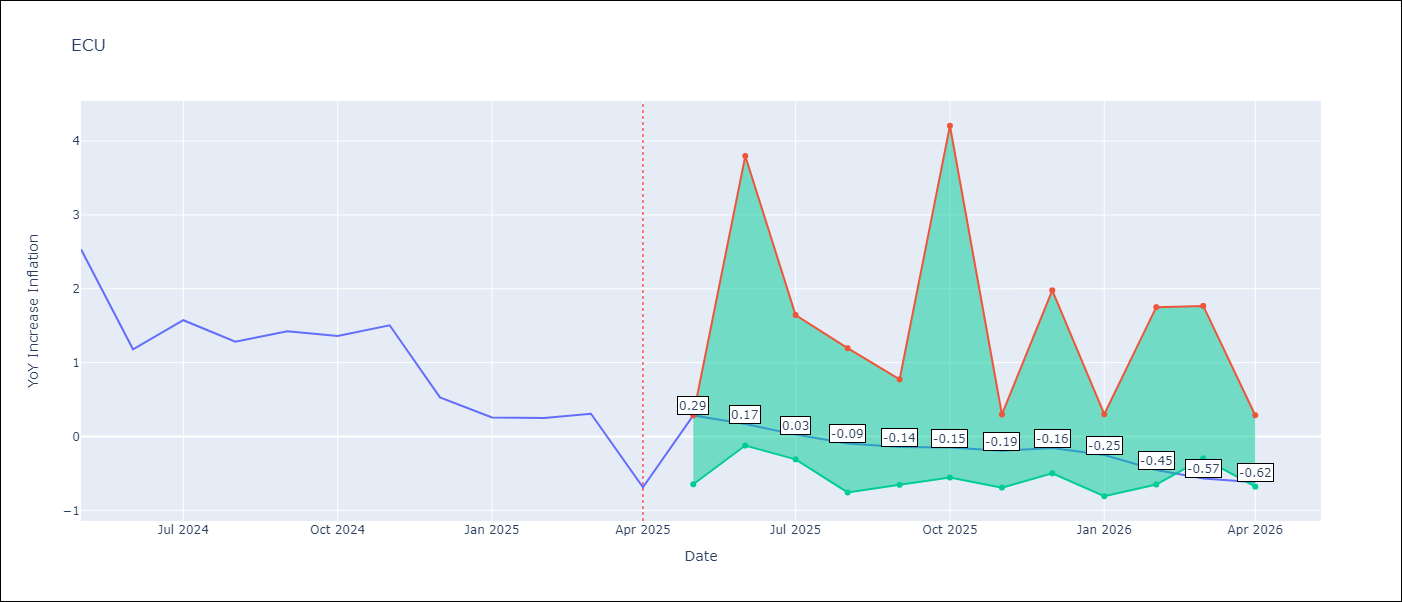 ECU
4
3
2
1
0
−1
YoY Increase Inflation
0.29
0.17
0.03
-0.09
-0.14
-0.15
-0.19
-0.16
-0.25
-0.45
-0.57
-0.62
Jul 2024
Oct 2024
Jan 2025
Apr 2025
Jul 2025
Oct 2025
Jan 2026
Apr 2026
Date